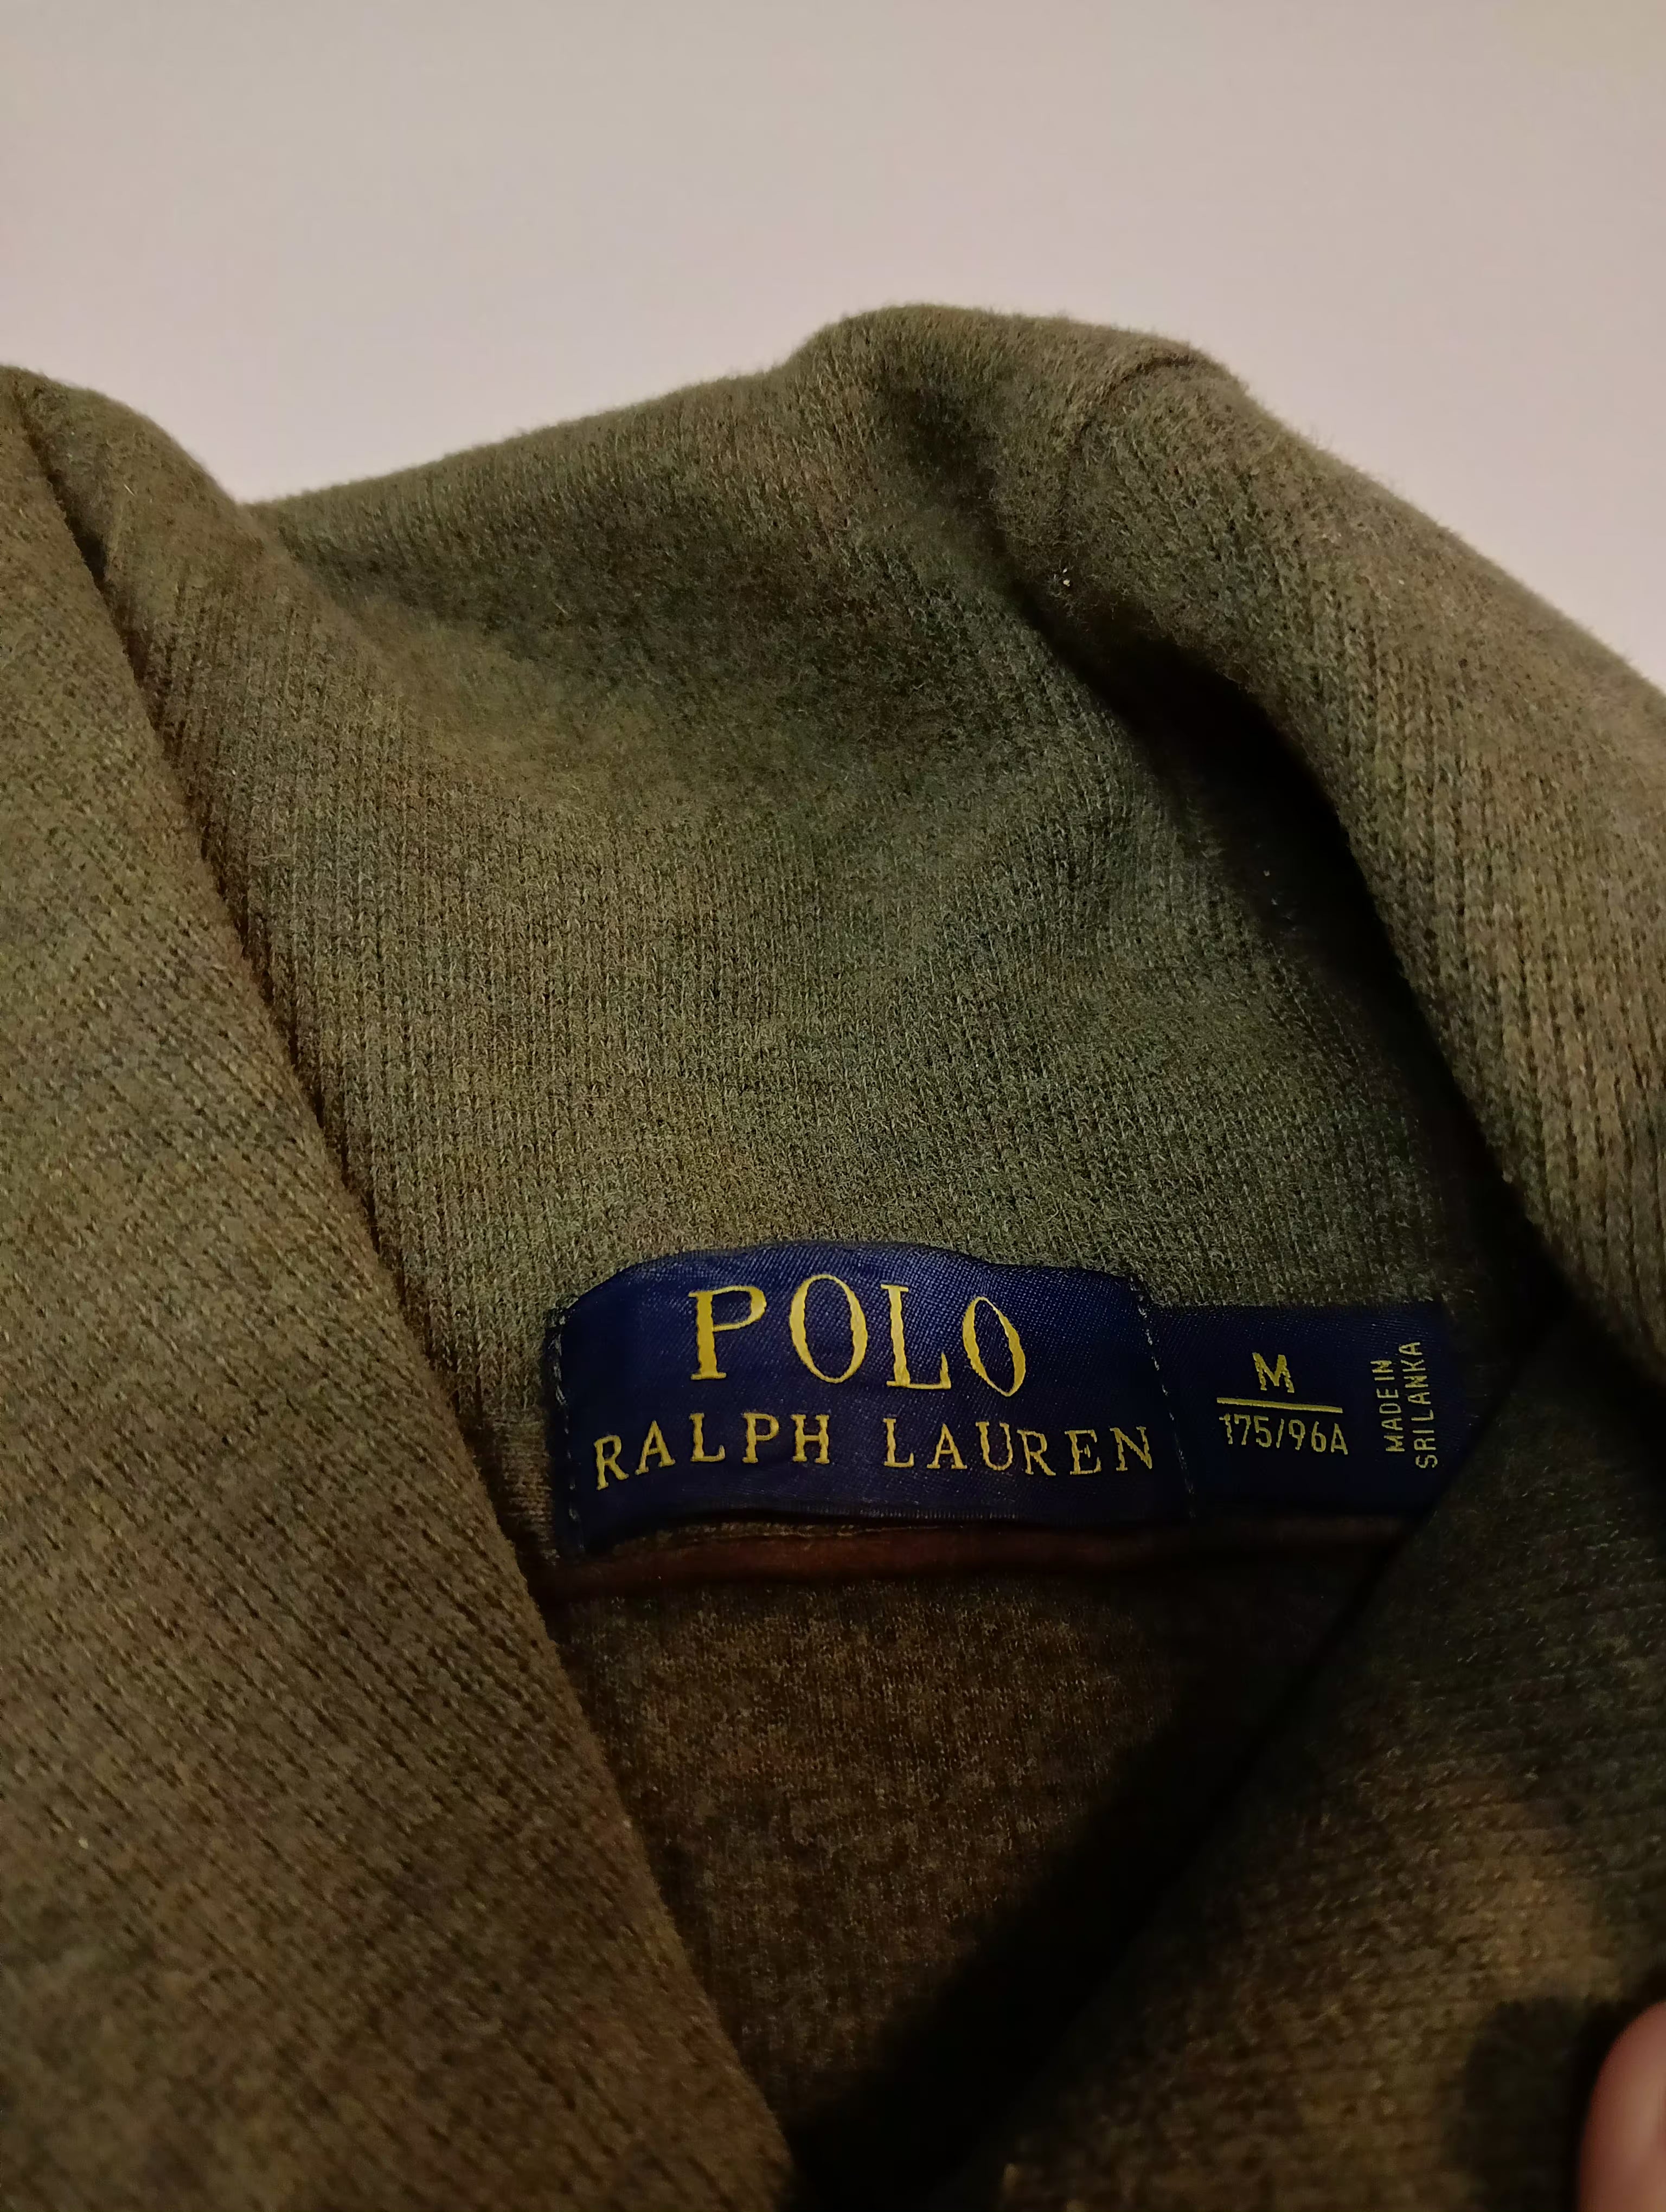 POLO
RALPH LAUREN
M
175/96A
MADE IN
SRI LANKA